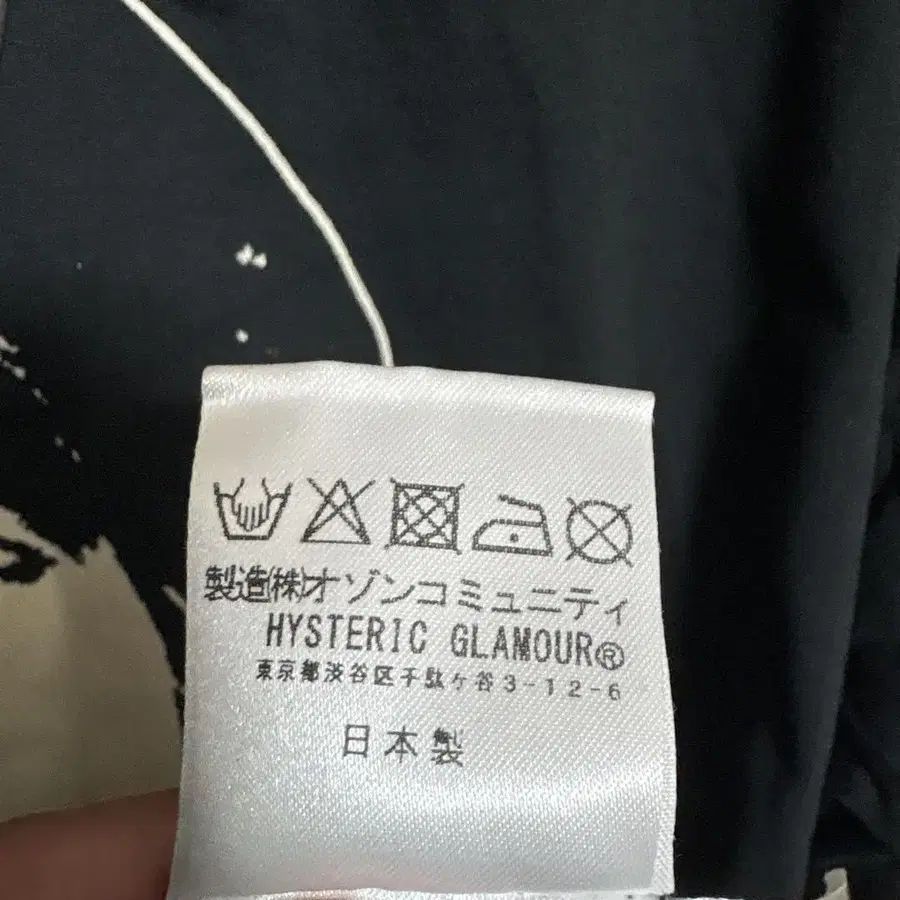 製造(株)オゾンコミュニティ
HYSTERIC GLAMOUR®
東京都渋谷区千駄ケ谷3-12-6
日本製